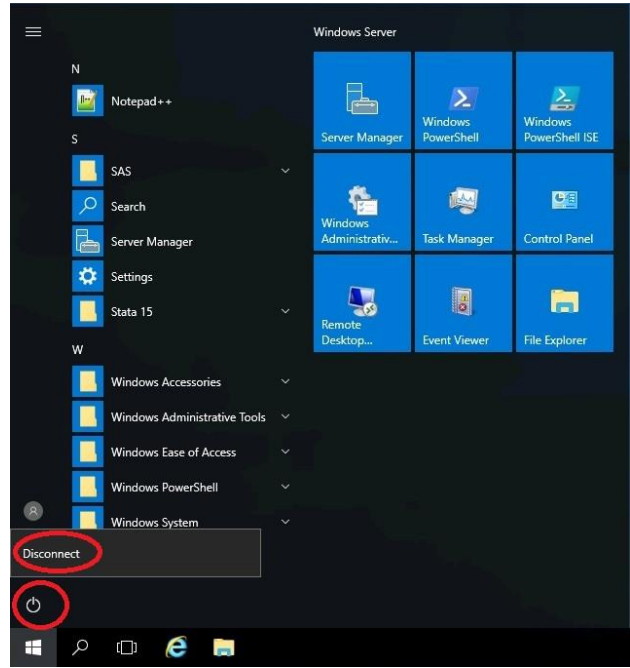 Windows Server
N
Notepad++
S
SAS
Search
Server Manager
Settings
Stata 15
W
Windows Accessories
Windows Administrative Tools
Windows Ease of Access
Windows PowerShell
Windows System
Disconnect
Server Manager
Windows
PowerShell
Windows
PowerShell ISE
Windows
Administrativ...
Task Manager
Control Panel
Remote
Desktop...
Event Viewer
File Explorer